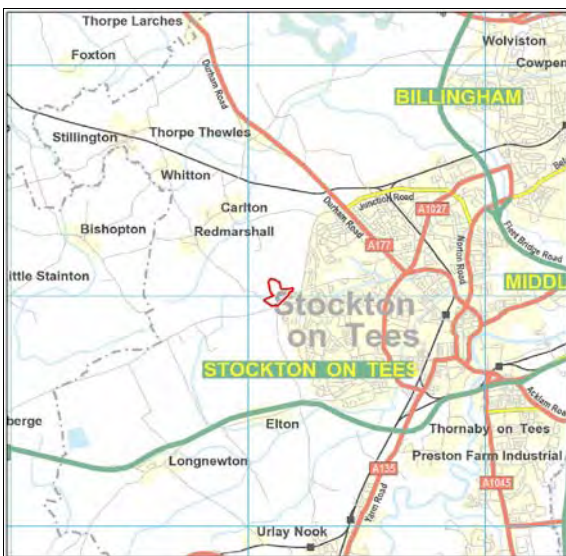 Thorpe Larches
Foxton
Wolviston
Cowpen
BILLINGHAM
Durham Road
Stillington
Thorpe Thewles
Whitton
Junction Road
Carlton
Redmarshall
Durham Road
A1027
Norton Road
Bishopton
A177
Fleet Bridge Road
ittle Stainton
MIDDL
Stockton
on Tees
STOCKTON ON TEES
berge
Elton
Acklam Roa
Thornaby on Tees
Longnewton
Preston Farm Industrial
A135
Yarm Road
A1045
Urlay Nook